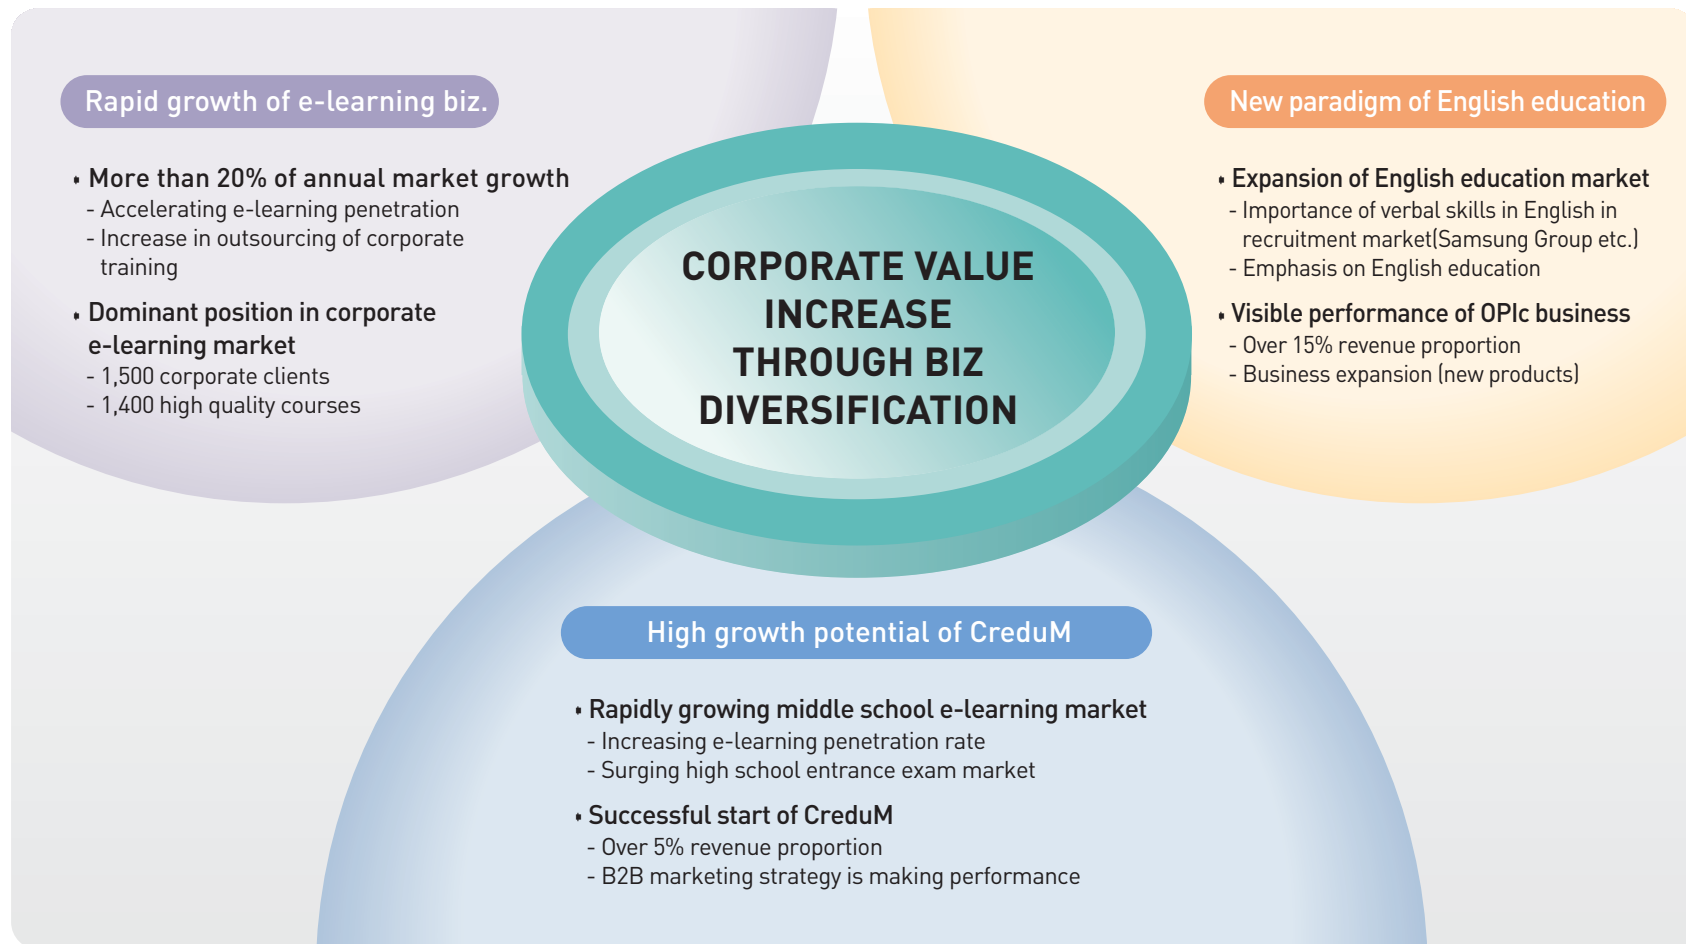 Rapid growth of e-learning biz.
• More than 20% of annual market growth
- Accelerating e-learning penetration
- Increase in outsourcing of corporate
training
• Dominant position in corporate
e-learning market
- 1,500 corporate clients
- 1,400 high quality courses
CORPORATE VALUE
INCREASE
THROUGH BIZ
DIVERSIFICATION
New paradigm of English education
• Expansion of English education market
- Importance of verbal skills in English in
recruitment market(Samsung Group etc.)
- Emphasis on English education
• Visible performance of OPIc business
- Over 15% revenue proportion
- Business expansion (new products)
High growth potential of CreduM
• Rapidly growing middle school e-learning market
- Increasing e-learning penetration rate
- Surging high school entrance exam market
• Successful start of CreduM
- Over 5% revenue proportion
- B2B marketing strategy is making performance